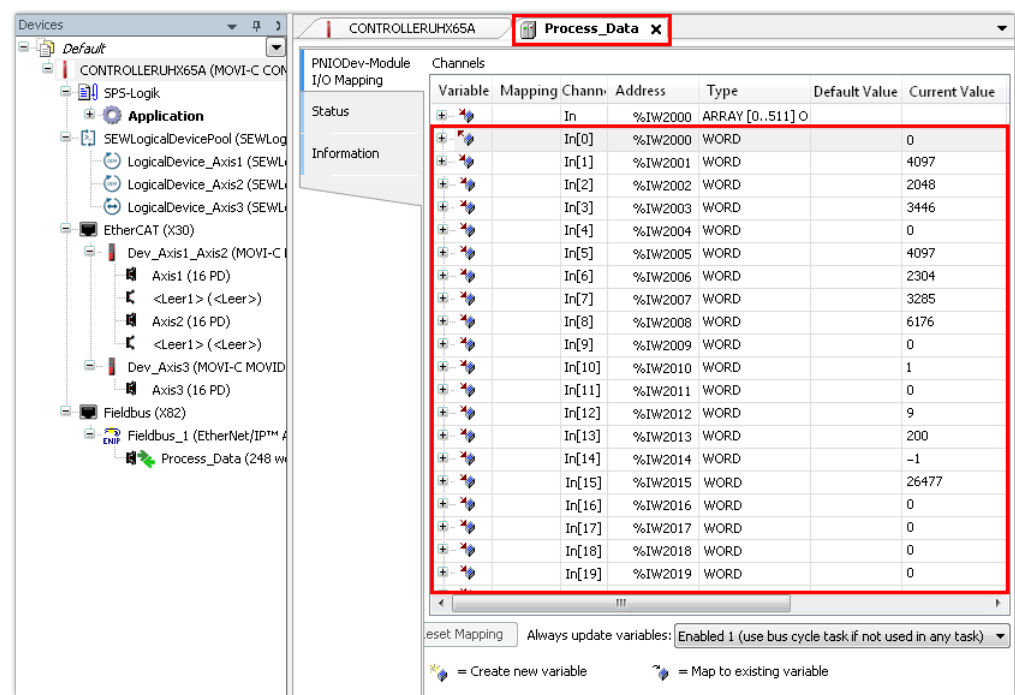 Devices
Default
CONTROLLERUHX65A (MOVI-C CON
SPS-Logik
Application
SEWLogicalDevicePool (SEWLog
LogicalDevice_Axis1 (SEWL
LogicalDevice_Axis2 (SEWL
LogicalDevice_Axis3 (SEWL
EtherCAT (X30)
Dev_Axis1_Axis2 (MOVI-C
Axis1 (16 PD)
<Leer1> (<Leer>)
Axis2 (16 PD)
<Leer1> (<Leer>)
Dev_Axis3 (MOVI-C MOVID
Axis3 (16 PD)
Fieldbus (X82)
ENIP Fieldbus_1 (EtherNet/IP™
Process_Data (248 w
CONTROLLERUHX65A Process_Data x
PNIODev-Module
I/O Mapping
Status
Information
Channels
Variable Mapping Chann Address Type Default Value Current Value
In %IW2000 ARRAY [0..511] O
In[0] %IW2000 WORD 0
In[1] %IW2001 WORD 4097
In[2] %IW2002 WORD 2048
In[3] %IW2003 WORD 3446
In[4] %IW2004 WORD 0
In[5] %IW2005 WORD 4097
In[6] %IW2006 WORD 2304
In[7] %IW2007 WORD 3285
In[8] %IW2008 WORD 6176
In[9] %IW2009 WORD 0
In[10] %IW2010 WORD 1
In[11] %IW2011 WORD 0
In[12] %IW2012 WORD 9
In[13] %IW2013 WORD 200
In[14] %IW2014 WORD -1
In[15] %IW2015 WORD 26477
In[16] %IW2016 WORD 0
In[17] %IW2017 WORD 0
In[18] %IW2018 WORD 0
In[19] %IW2019 WORD 0
eset Mapping Always update variables: Enabled 1 (use bus cycle task if not used in any task)
= Create new variable = Map to existing variable